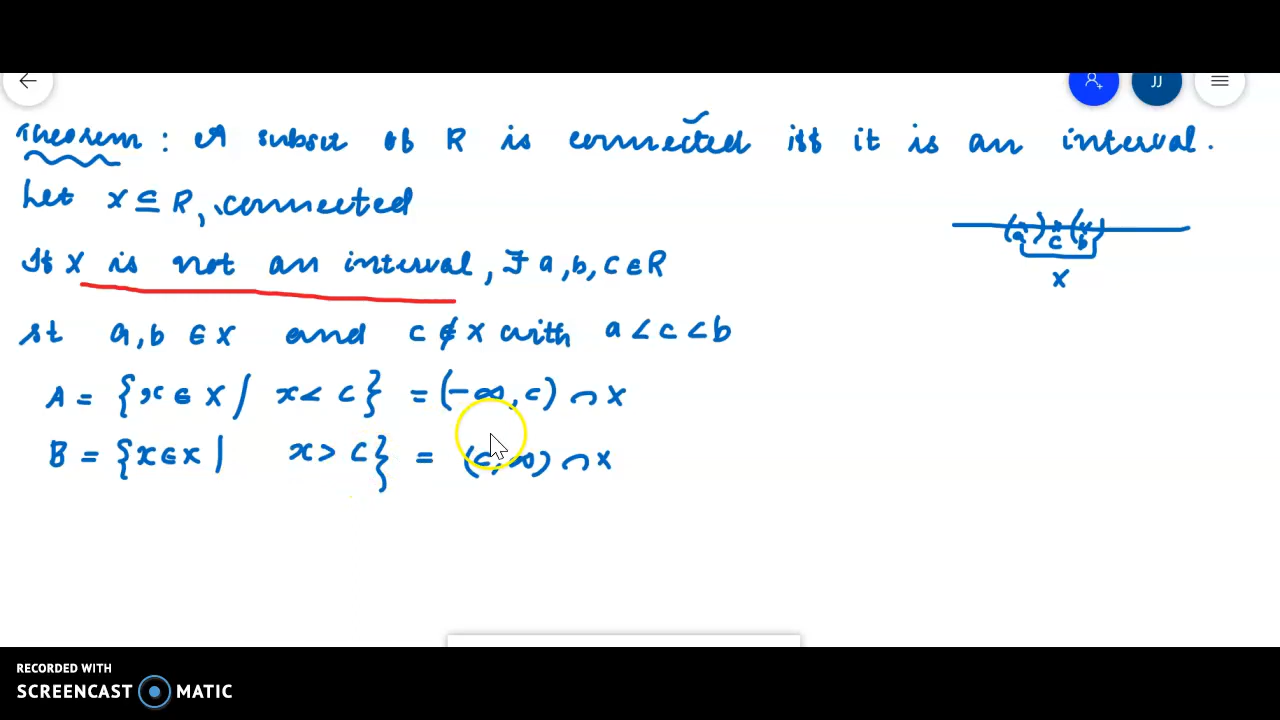 JJ
Theorem : A subset of R is connected iff it is an interval.
Let X ⊆ R, connected
(a) c (b)
X
If X is not an interval, ∃ a, b, c ∈ R
st a, b ∈ X and c ∉ X with a < c < b
A = {x ∈ X / x < c} = (-∞, c) ∩ X
B = {x ∈ X | x > c} = (c, ∞) ∩ X
RECORDED WITH
SCREENCAST MATIC